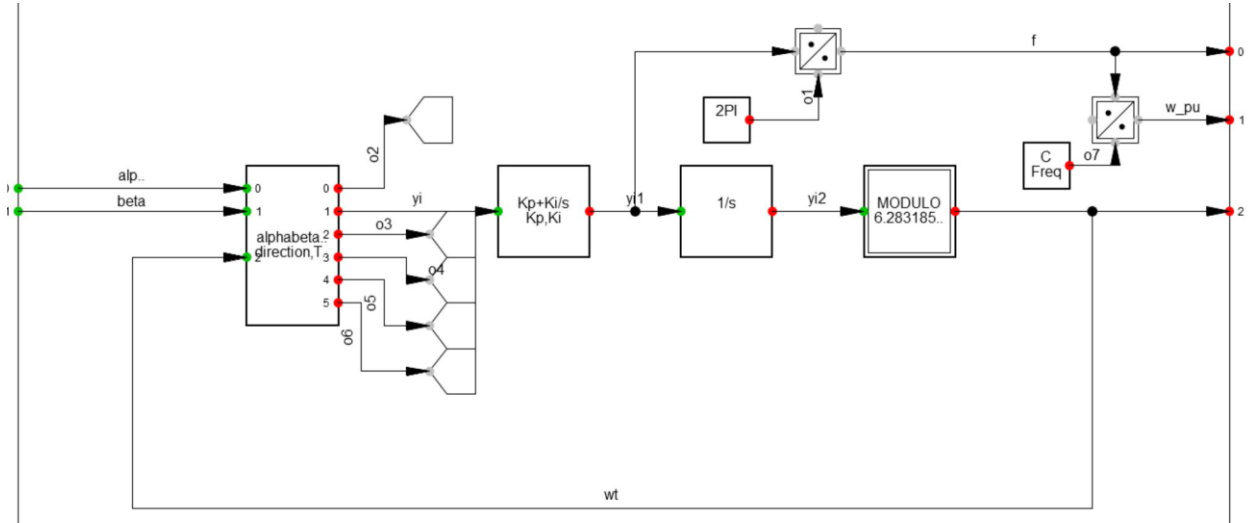 f
0
2PI
o1
w_pu
1
C
Freq
o7
o2
alp..
0
0
beta
1
1
yi
Kp+Ki/s
Kp,Ki
yi1
1/s
yi2
MODULO
6.283185..
2
alphabeta..
direction,T
2
2
o3
3
o4
4
o5
5
o6
wt